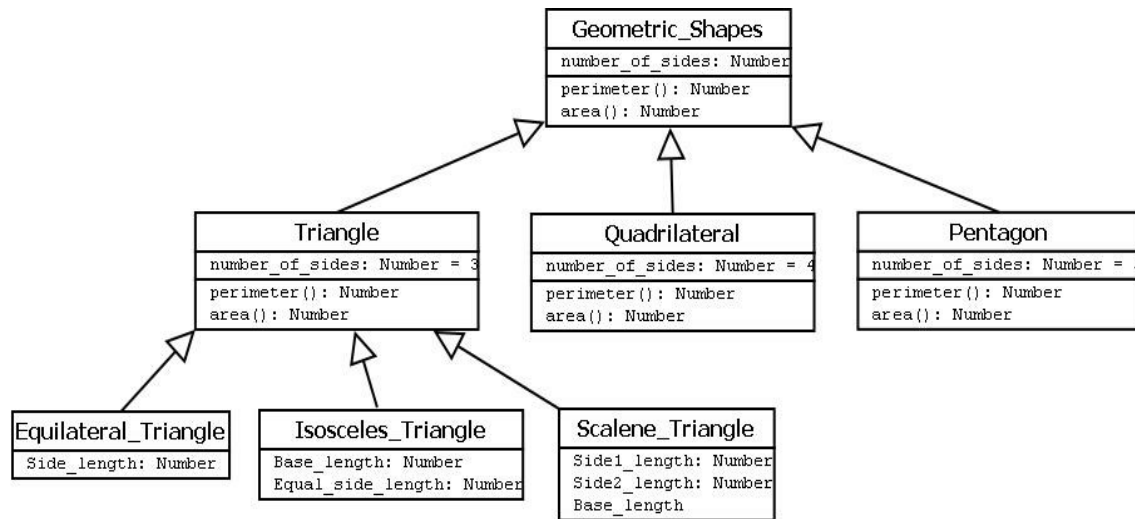 Geometric_Shapes
number_of_sides: Number
perimeter(): Number
area(): Number
Triangle
number_of_sides: Number = 3
perimeter(): Number
area(): Number
Quadrilateral
number_of_sides: Number = 4
perimeter(): Number
area(): Number
Pentagon
number_of_sides: Number =
perimeter(): Number
area(): Number
Equilateral_Triangle
Side_length: Number
Isosceles_Triangle
Base_length: Number
Equal_side_length: Number
Scalene_Triangle
Side1_length: Number
Side2_length: Number
Base_length